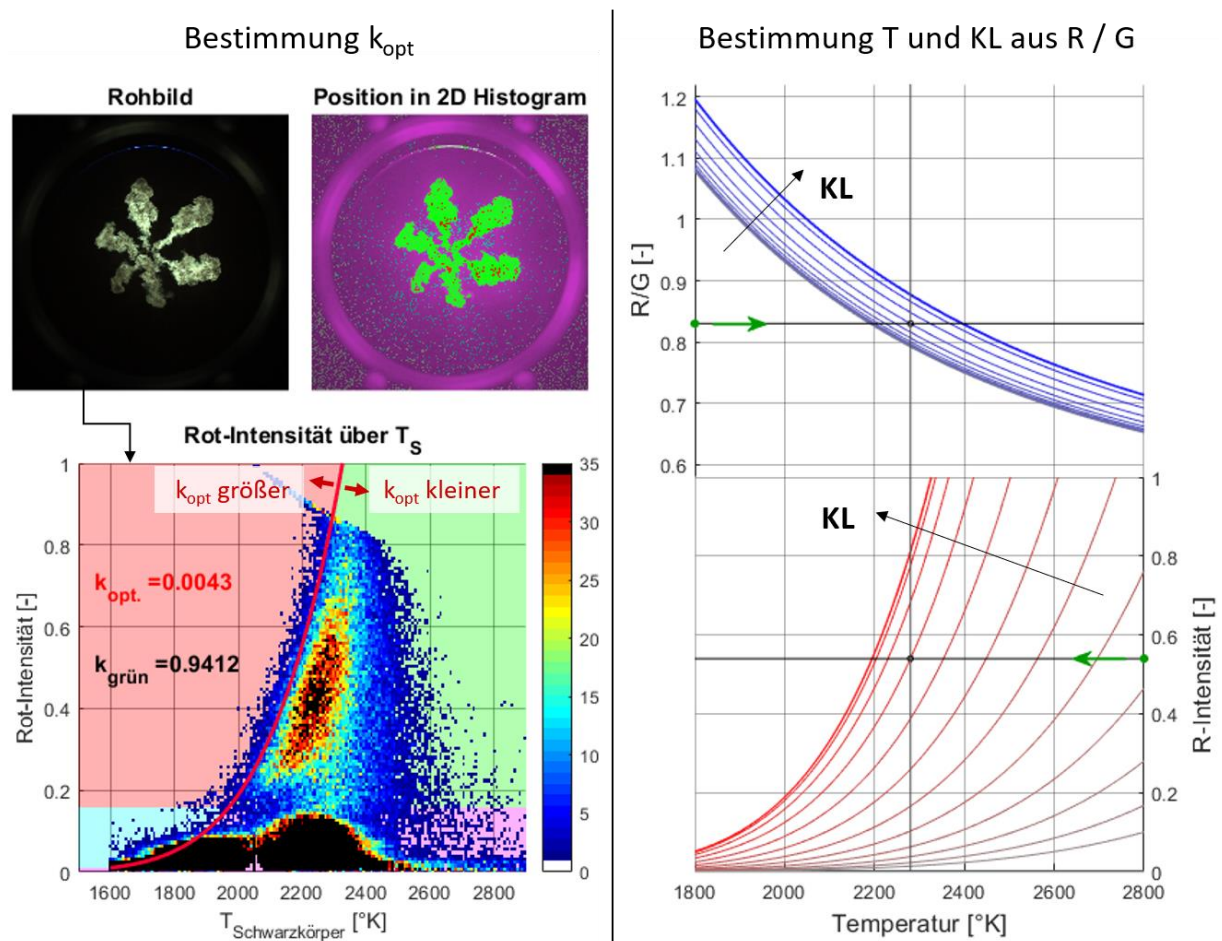 Bestimmung k_opt
Rohbild
Position in 2D Histogram
Rot-Intensität über T_S
k_opt größer
k_opt kleiner
k_opt. =0.0043
k_grün =0.9412
Rot-Intensität [-]
1
0.8
0.6
0.4
0.2
0
1600 1800 2000 2200 2400 2600 2800
T_Schwarzkörper [°K]
35
30
25
20
15
10
5
0
Bestimmung T und KL aus R / G
R/G [-]
1.2
1.1
1
0.9
0.8
0.7
0.6
KL
KL
1
0.8
0.6
0.4
0.2
0
R-Intensität [-]
1800 2000 2200 2400 2600 2800
Temperatur [°K]